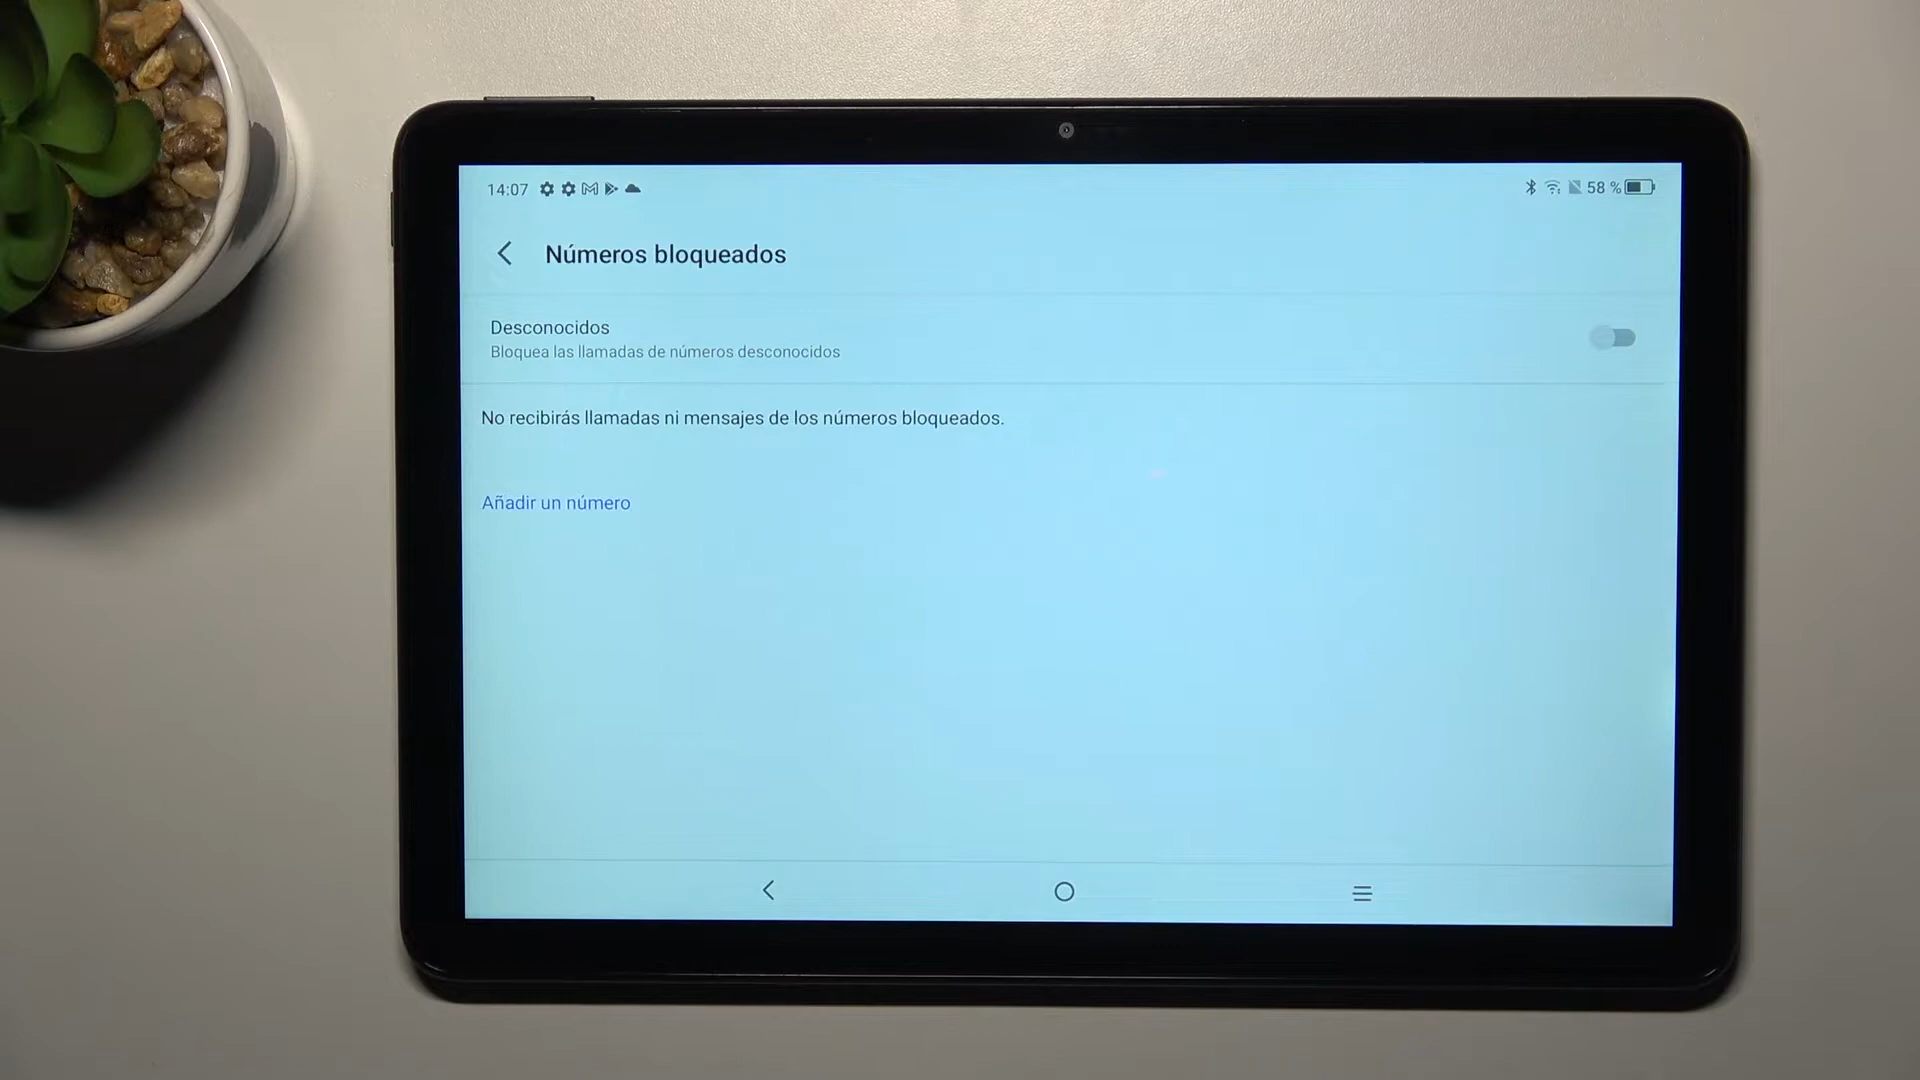 14:07 58 %
Números bloqueados
Desconocidos
Bloquea las llamadas de números desconocidos
No recibirás llamadas ni mensajes de los números bloqueados.
Añadir un número